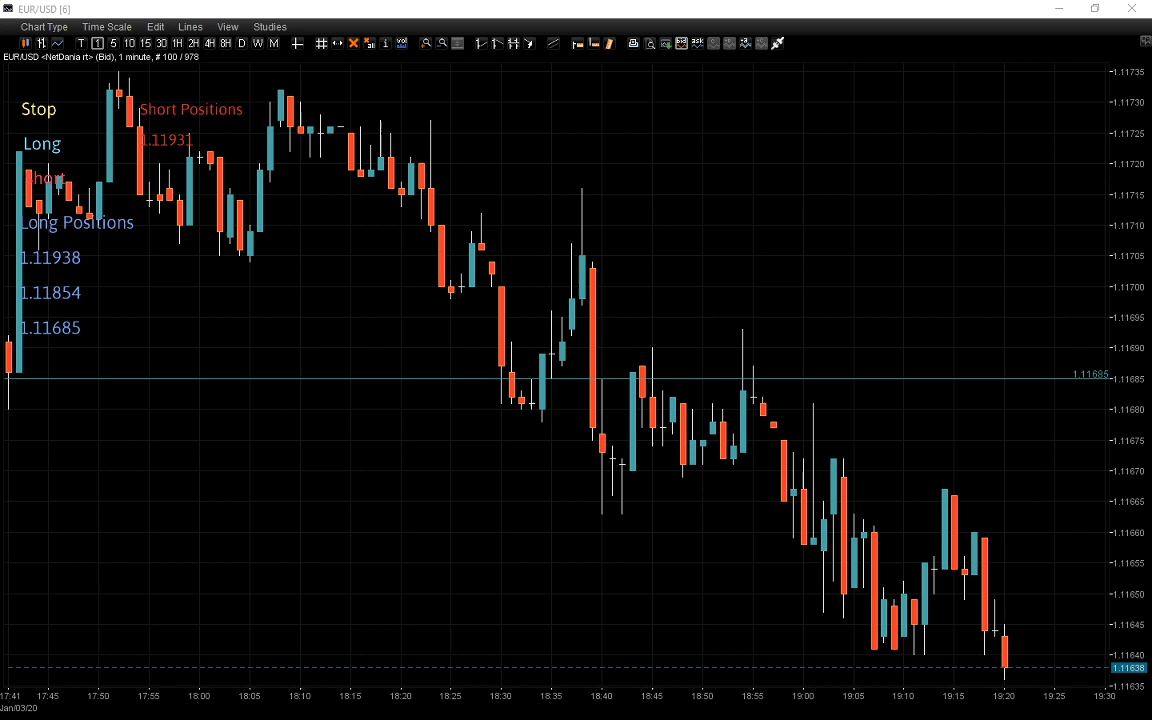 EUR/USD [6]
Chart Type Time Scale Edit Lines View Studies
T 1 5 10 15 30 1H 2H 4H 8H D W M
EUR/USD <NetDania rt> (Bid), 1 minute, # 100 / 978
Stop
Short Positions
Long
1.11931
Short
Long Positions
1.11938
1.11854
1.11685
1.11685
1.11735
1.11730
1.11725
1.11720
1.11715
1.11710
1.11705
1.11700
1.11695
1.11690
1.11685
1.11680
1.11675
1.11670
1.11665
1.11660
1.11655
1.11650
1.11645
1.11640
1.11638
1.11635
17:41 17:45 17:50 17:55 18:00 18:05 18:10 18:15 18:20 18:25 18:30 18:35 18:40 18:45 18:50 18:55 19:00 19:05 19:10 19:15 19:20 19:25 19:30
Jan/03/20